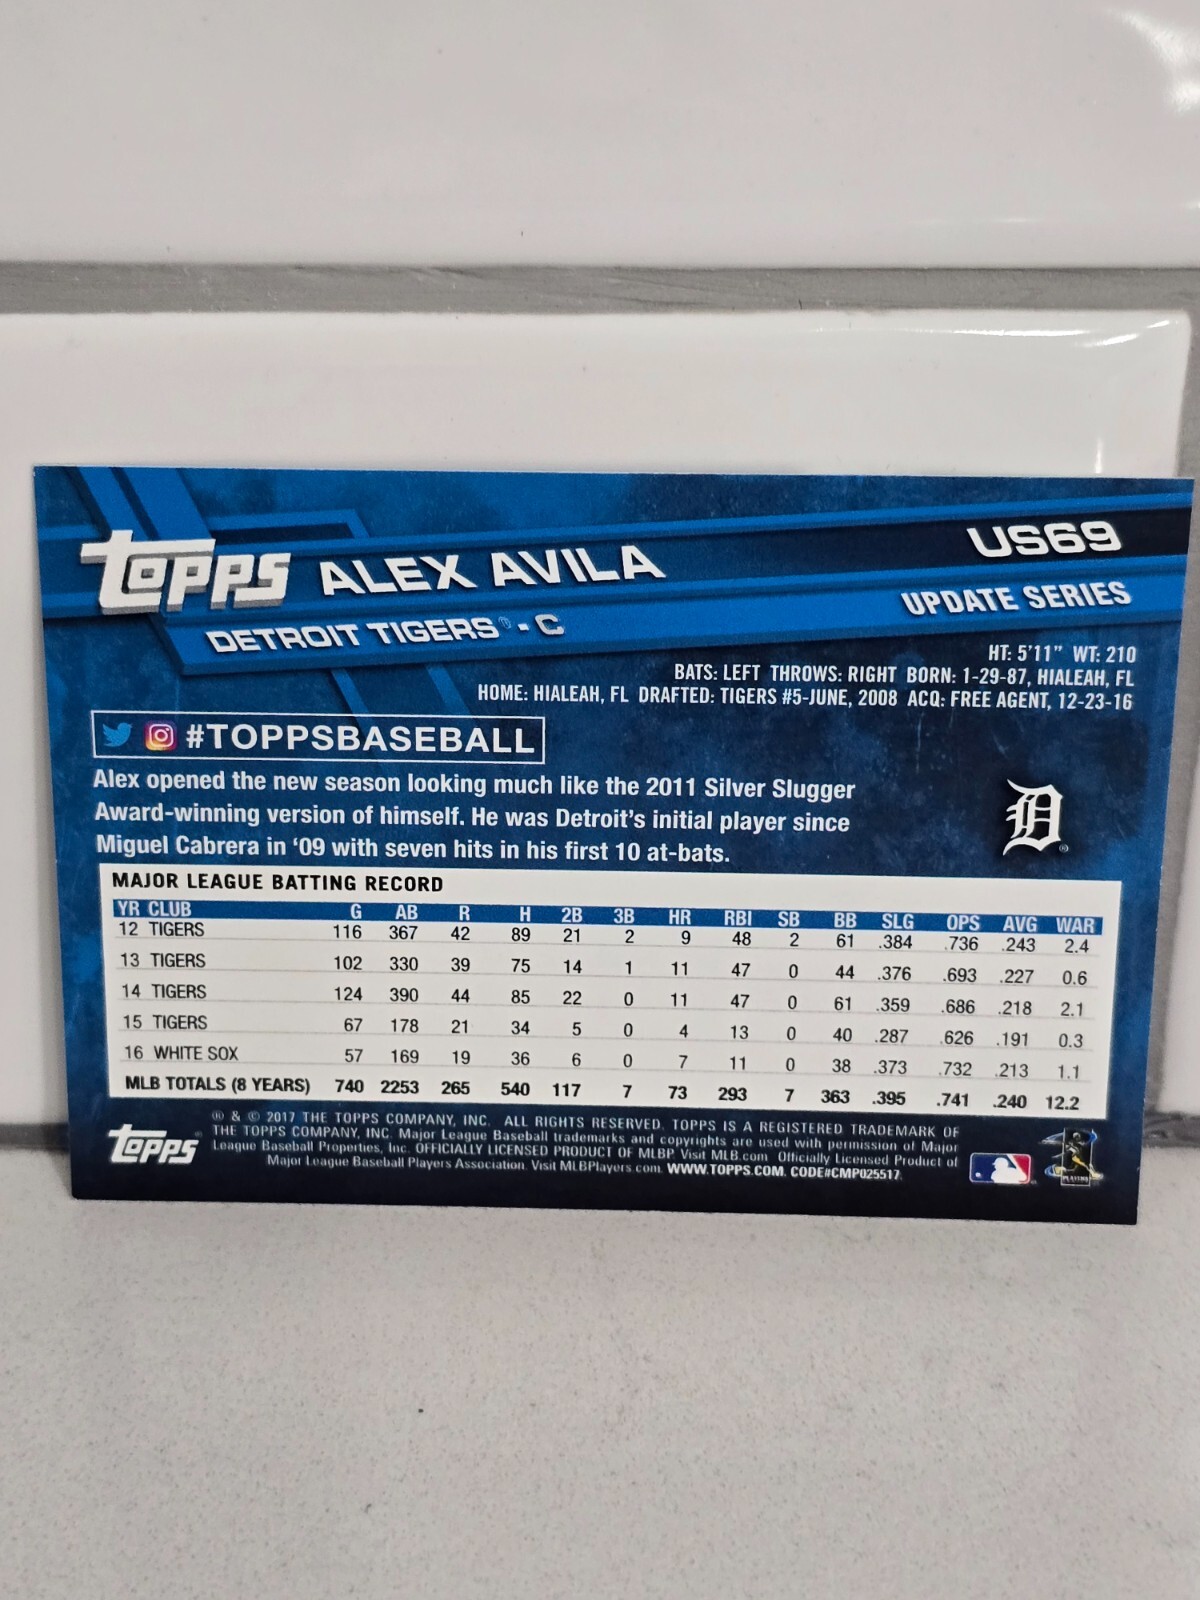 TOPPS ALEX AVILA US69
DETROIT TIGERS® - C UPDATE SERIES
HT: 5'11" WT: 210
BATS: LEFT THROWS: RIGHT BORN: 1-29-87, HIALEAH, FL
HOME: HIALEAH, FL DRAFTED: TIGERS #5-JUNE, 2008 ACQ: FREE AGENT, 12-23-16
#TOPPSBASEBALL
Alex opened the new season looking much like the 2011 Silver Slugger
Award-winning version of himself. He was Detroit's initial player since
Miguel Cabrera in '09 with seven hits in his first 10 at-bats.
D
MAJOR LEAGUE BATTING RECORD
YR CLUB G AB R H 2B 3B HR RBI SB BB SLG OPS AVG WAR
12 TIGERS 116 367 42 89 21 2 9 48 2 61 .384 .736 .243 2.4
13 TIGERS 102 330 39 75 14 1 11 47 0 44 .376 .693 .227 0.6
14 TIGERS 124 390 44 85 22 0 11 47 0 61 .359 .686 .218 2.1
15 TIGERS 67 178 21 34 5 0 4 13 0 40 .287 .626 .191 0.3
16 WHITE SOX 57 169 19 36 6 0 7 11 0 38 .373 .732 .213 1.1
MLB TOTALS (8 YEARS) 740 2253 265 540 117 7 73 293 7 363 .395 .741 .240 12.2
TOPPS
® & © 2017 THE TOPPS COMPANY, INC. ALL RIGHTS RESERVED. TOPPS IS A REGISTERED TRADEMARK OF
THE TOPPS COMPANY, INC. Major League Baseball trademarks and copyrights are used with permission of Major
League Baseball Properties, Inc. OFFICIALLY LICENSED PRODUCT OF MLBP. Visit MLB.com Officially Licensed Product of
Major League Baseball Players Association. Visit MLBPlayers.com. WWW.TOPPS.COM. CODE#CMP025517
PLAYERS